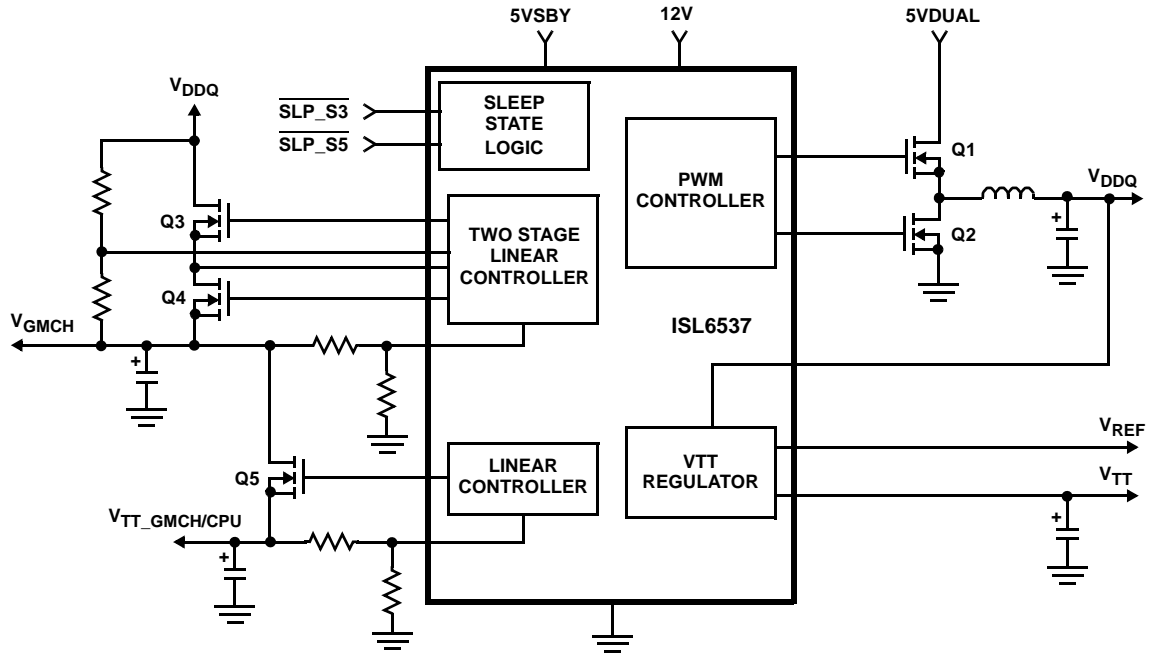 5VSBY
12V
5VDUAL
VDDQ
SLP_S3
SLP_S5
SLEEP
STATE
LOGIC
Q1
PWM
CONTROLLER
VDDQ
Q3
TWO STAGE
LINEAR
CONTROLLER
Q2
+
Q4
ISL6537
VGMCH
+
VREF
Q5
LINEAR
CONTROLLER
VTT
REGULATOR
VTT
VTT_GMCH/CPU
+
+